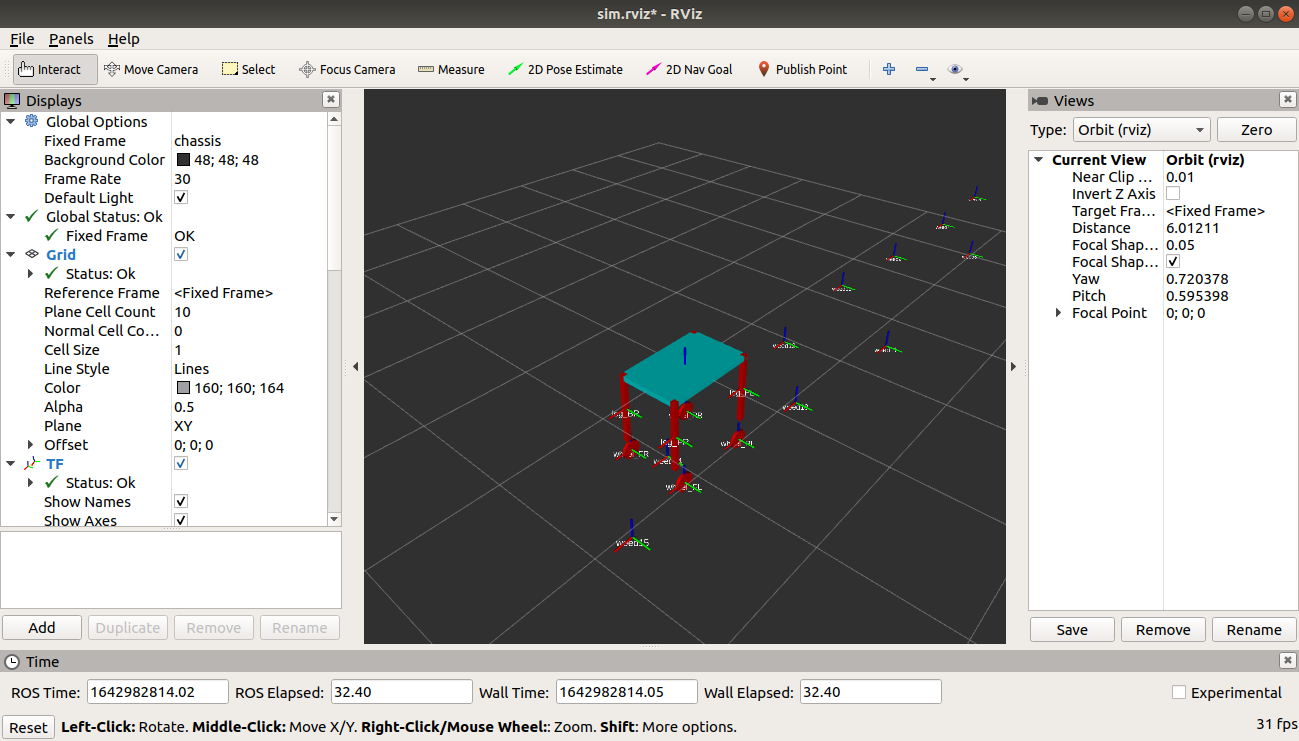 sim.rviz* - RViz
File Panels Help
Interact Move Camera Select Focus Camera Measure 2D Pose Estimate 2D Nav Goal Publish Point
Displays
Global Options
Fixed Frame chassis
Background Color 48; 48; 48
Frame Rate 30
Default Light
Global Status: Ok
Fixed Frame OK
Grid
Status: Ok
Reference Frame <Fixed Frame>
Plane Cell Count 10
Normal Cell Co... 0
Cell Size 1
Line Style Lines
Color 160; 160; 164
Alpha 0.5
Plane XY
Offset 0; 0; 0
TF
Status: Ok
Show Names
Show Axes
Add Duplicate Remove Rename
weed15
Views
Type: Orbit (rviz) Zero
Current View Orbit (rviz)
Near Clip ... 0.01
Invert Z Axis
Target Fra... <Fixed Frame>
Distance 6.01211
Focal Shap... 0.05
Focal Shap...
Yaw 0.720378
Pitch 0.595398
Focal Point 0; 0; 0
Save Remove Rename
Time
ROS Time: 1642982814.02 ROS Elapsed: 32.40 Wall Time: 1642982814.05 Wall Elapsed: 32.40 Experimental
Reset Left-Click: Rotate. Middle-Click: Move X/Y. Right-Click/Mouse Wheel:: Zoom. Shift: More options. 31 fps